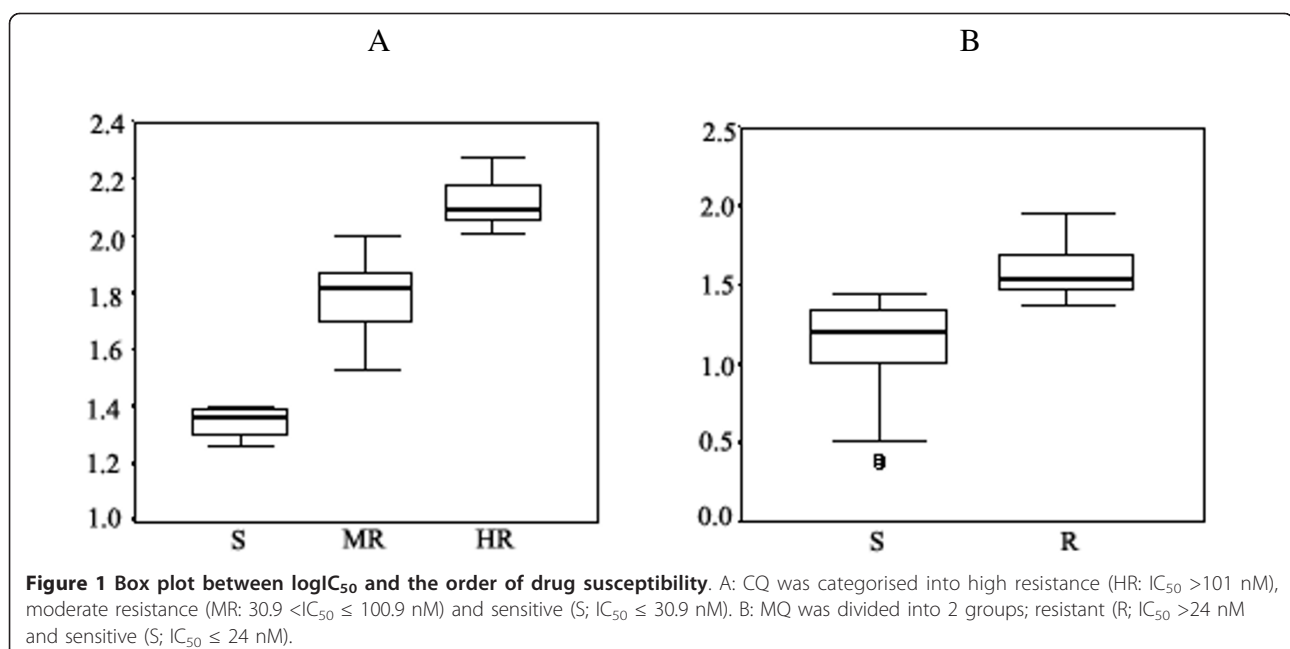 A
B
2.4
2.2
2.0
1.8
1.6
1.4
1.2
1.0
S MR HR
2.5
2.0
1.5
1.0
0.5
0.0
S R
Figure 1 Box plot between logIC₅₀ and the order of drug susceptibility. A: CQ was categorised into high resistance (HR: IC₅₀ >101 nM),
moderate resistance (MR: 30.9 <IC₅₀ ≤ 100.9 nM) and sensitive (S; IC₅₀ ≤ 30.9 nM). B: MQ was divided into 2 groups; resistant (R; IC₅₀ >24 nM
and sensitive (S; IC₅₀ ≤ 24 nM).